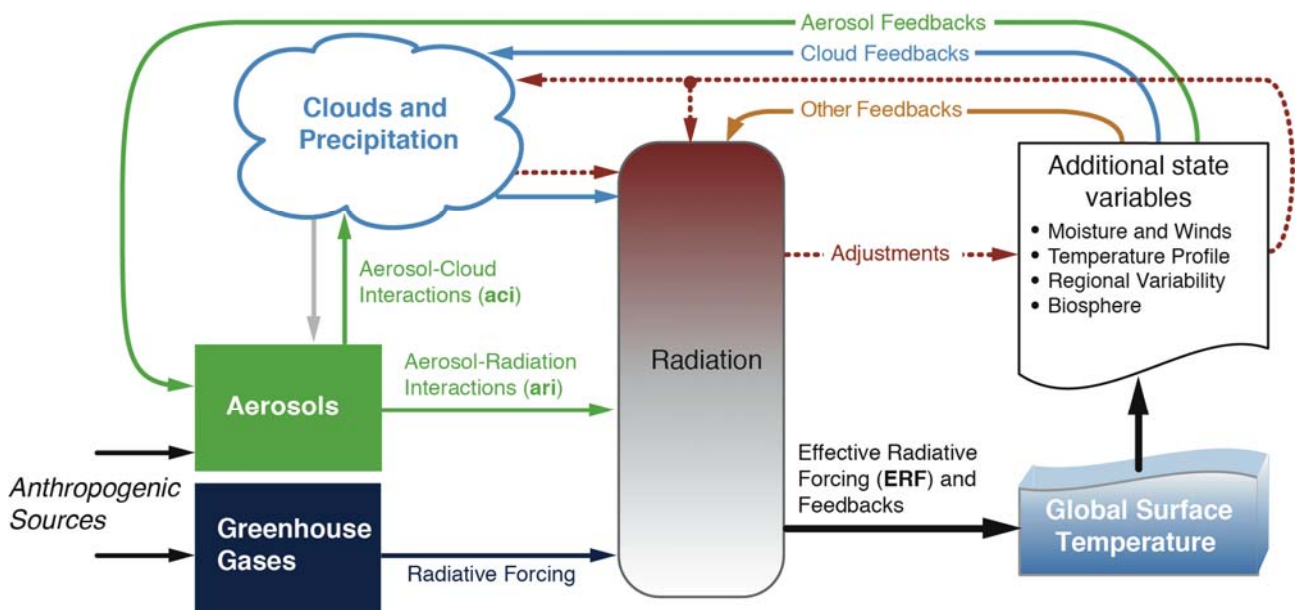 Aerosol Feedbacks
Cloud Feedbacks
Other Feedbacks
Clouds and
Precipitation
Additional state
variables
• Moisture and Winds
• Temperature Profile
• Regional Variability
• Biosphere
Adjustments
Aerosol-Cloud
Interactions (aci)
Aerosol-Radiation
Interactions (ari)
Radiation
Aerosols
Anthropogenic
Sources
Greenhouse
Gases
Radiative Forcing
Effective Radiative
Forcing (ERF) and
Feedbacks
Global Surface
Temperature